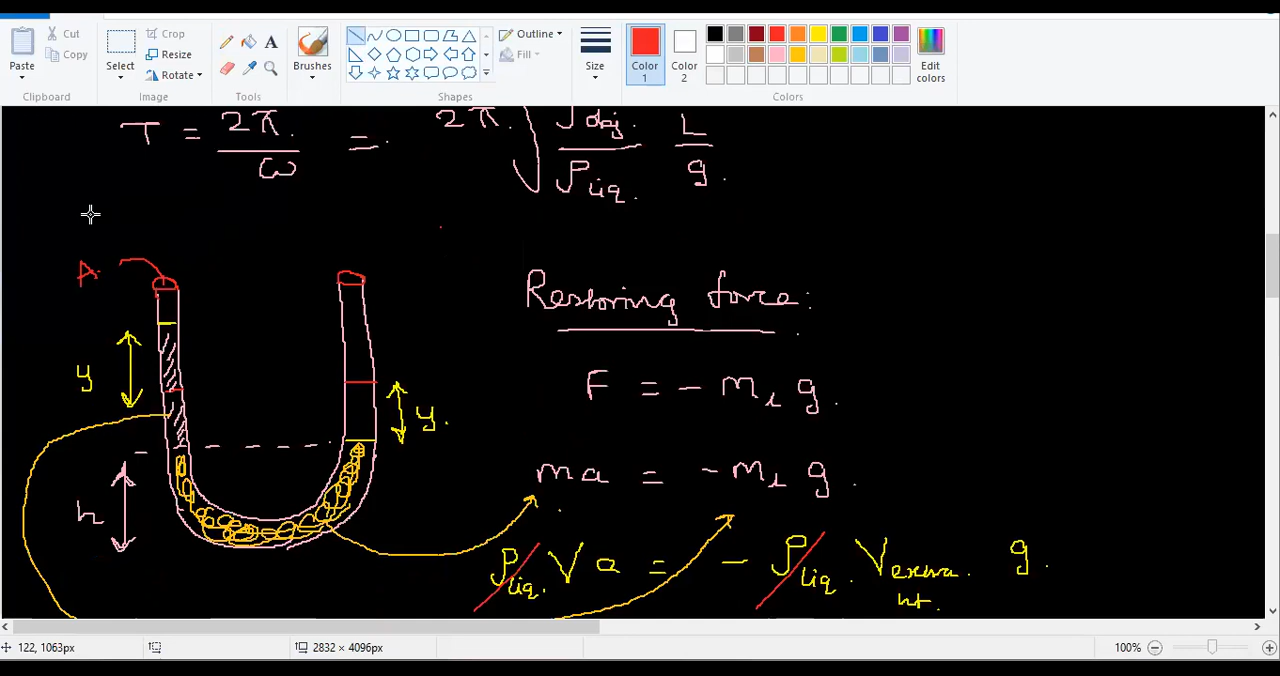 Cut
Copy
Paste
Clipboard
Crop
Resize
Rotate
Select
Image
Tools
Brushes
Outline
Fill
Shapes
Size
Color 1
Color 2
Edit colors
Colors
T = 2π / ω = 2π √ ρobj. / ρLiq. L / g.
A
Restoring force:
y
F = - mL g.
y.
ma = - mL g.
h
ρLiq. V a = - ρLiq. Vextra ht. g.
122, 1063px
2832 × 4096px
100%